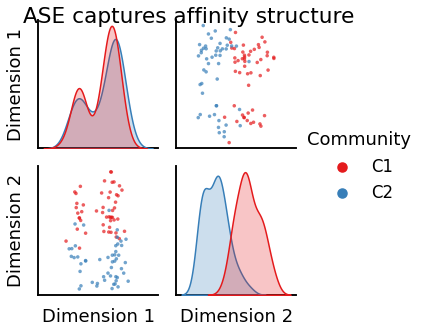 ASE captures affinity structure
Dimension 1
Dimension 2
Dimension 1
Dimension 2
Community
C1
C2